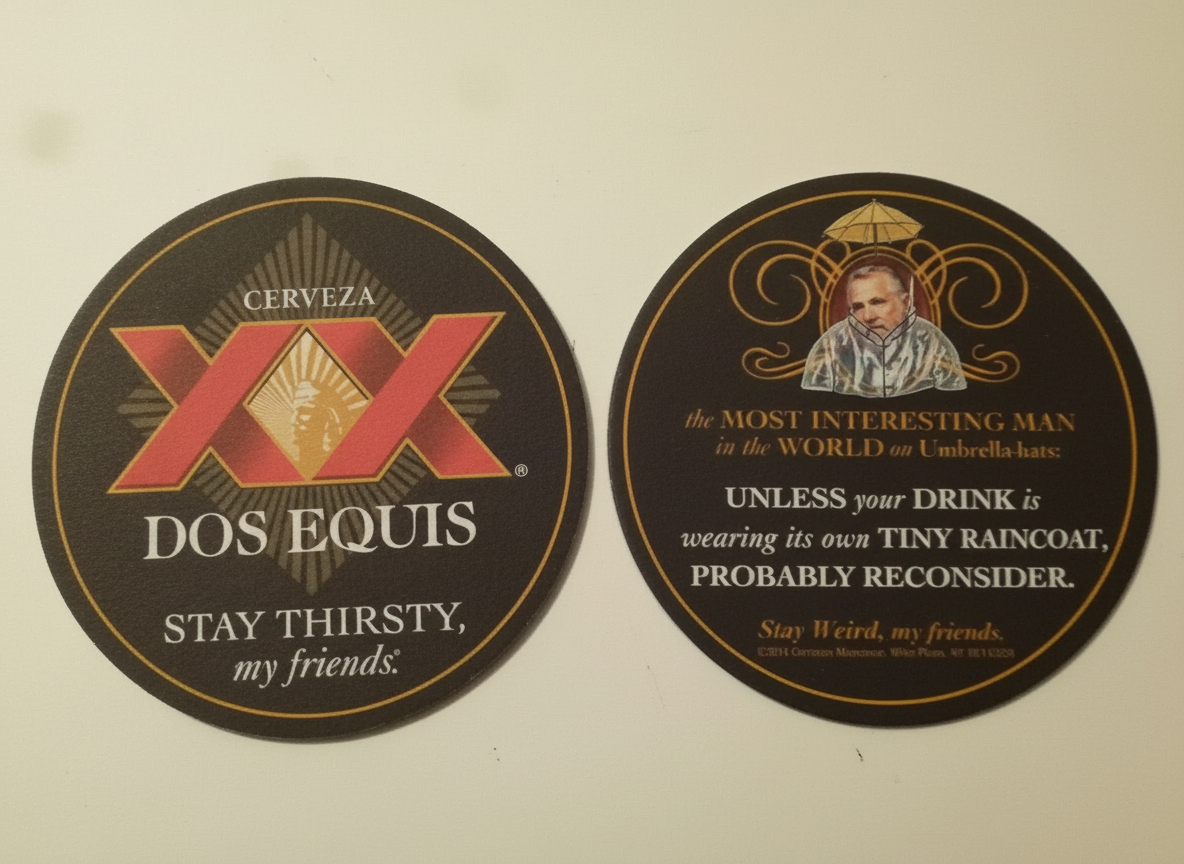 CERVEZA
XX®
DOS EQUIS
STAY THIRSTY,
my friends.®
the MOST INTERESTING MAN
in the WORLD on Umbrella-hats:
UNLESS your DRINK is
wearing its own TINY RAINCOAT,
PROBABLY RECONSIDER.
Stay Weird, my friends.